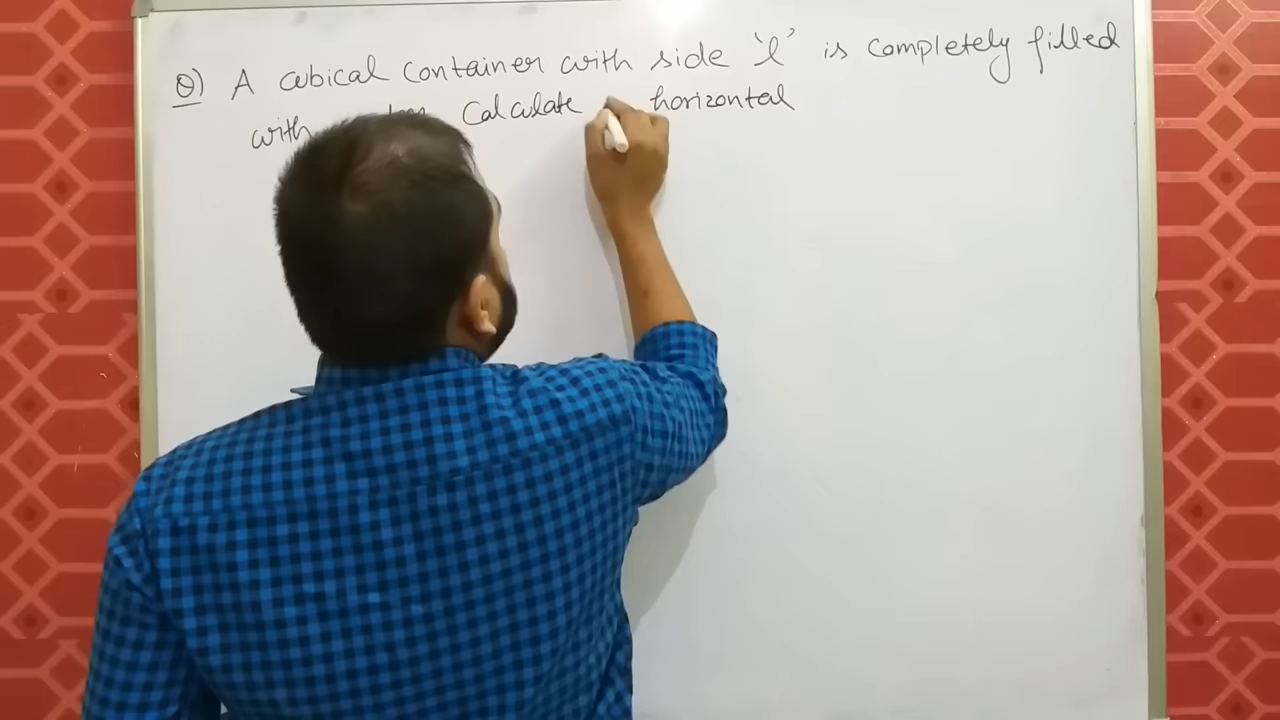 Q) A cubical container with side 'l' is completely filled
with Calculate horizontal